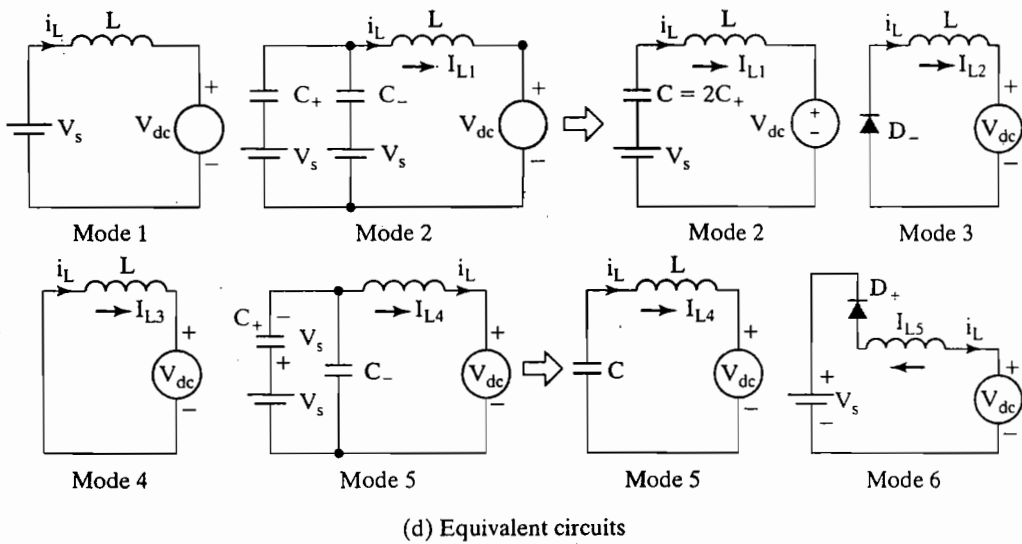 i_L L
V_s V_dc + −
Mode 1
i_L L
I_L1
C_+ C_−
V_s V_s V_dc + −
Mode 2
i_L L
I_L1
C = 2C_+
V_dc + −
V_s
Mode 2
i_L L
I_L2
D_− V_dc + −
Mode 3
i_L L
I_L3
V_dc + −
Mode 4
L i_L
I_L4
C_+ − V_s +
C_− V_dc + −
V_s
Mode 5
i_L L
I_L4
C V_dc + −
Mode 5
D_+
I_L5 i_L
+ V_s − V_dc + −
Mode 6
(d) Equivalent circuits